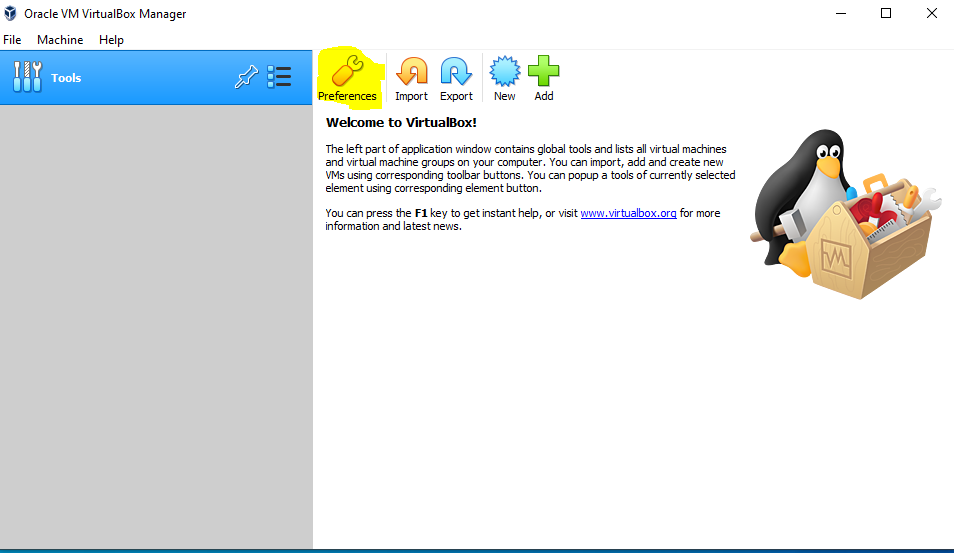 Oracle VM VirtualBox Manager
File Machine Help
Tools
Preferences Import Export New Add
Welcome to VirtualBox!
The left part of application window contains global tools and lists all virtual machines
and virtual machine groups on your computer. You can import, add and create new
VMs using corresponding toolbar buttons. You can popup a tools of currently selected
element using corresponding element button.
You can press the F1 key to get instant help, or visit www.virtualbox.org for more
information and latest news.